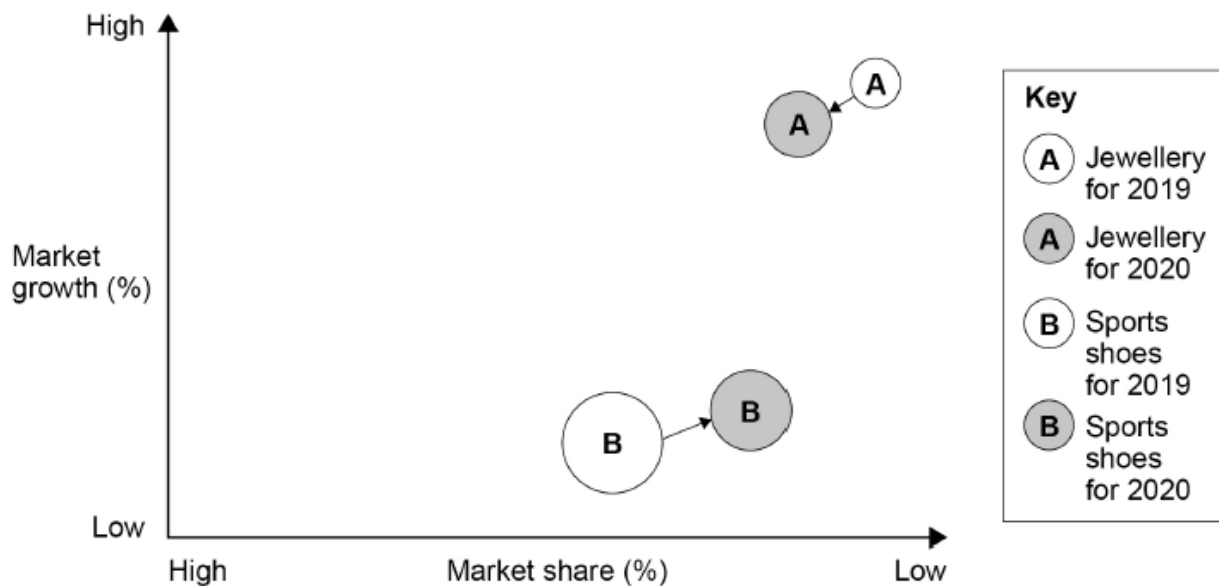 High
A
A
Market
growth (%)
B
B
Low
High
Market share (%)
Low
Key
A
Jewellery
for 2019
A
Jewellery
for 2020
B
Sports
shoes
for 2019
B
Sports
shoes
for 2020